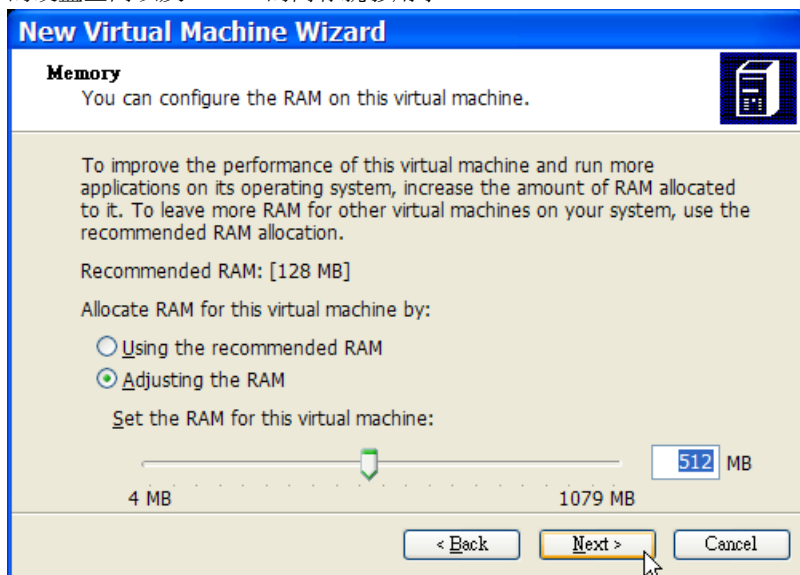 New Virtual Machine Wizard
Memory
You can configure the RAM on this virtual machine.
To improve the performance of this virtual machine and run more
applications on its operating system, increase the amount of RAM allocated
to it. To leave more RAM for other virtual machines on your system, use the
recommended RAM allocation.
Recommended RAM: [128 MB]
Allocate RAM for this virtual machine by:
Using the recommended RAM
Adjusting the RAM
Set the RAM for this virtual machine:
512 MB
4 MB 1079 MB
< Back Next > Cancel